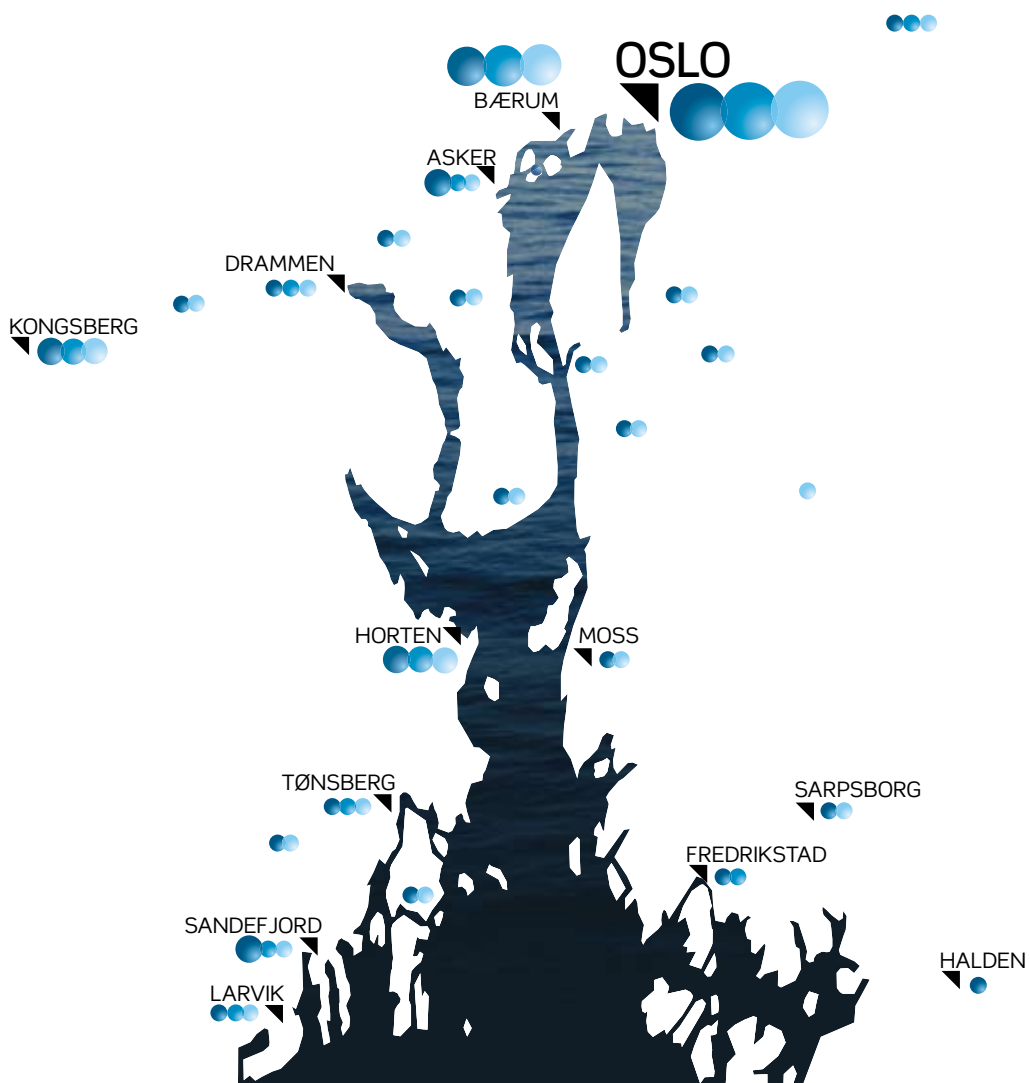 OSLO
BÆRUM
ASKER
DRAMMEN
KONGSBERG
HORTEN
MOSS
TØNSBERG
SARPSBORG
FREDRIKSTAD
SANDEFJORD
HALDEN
LARVIK